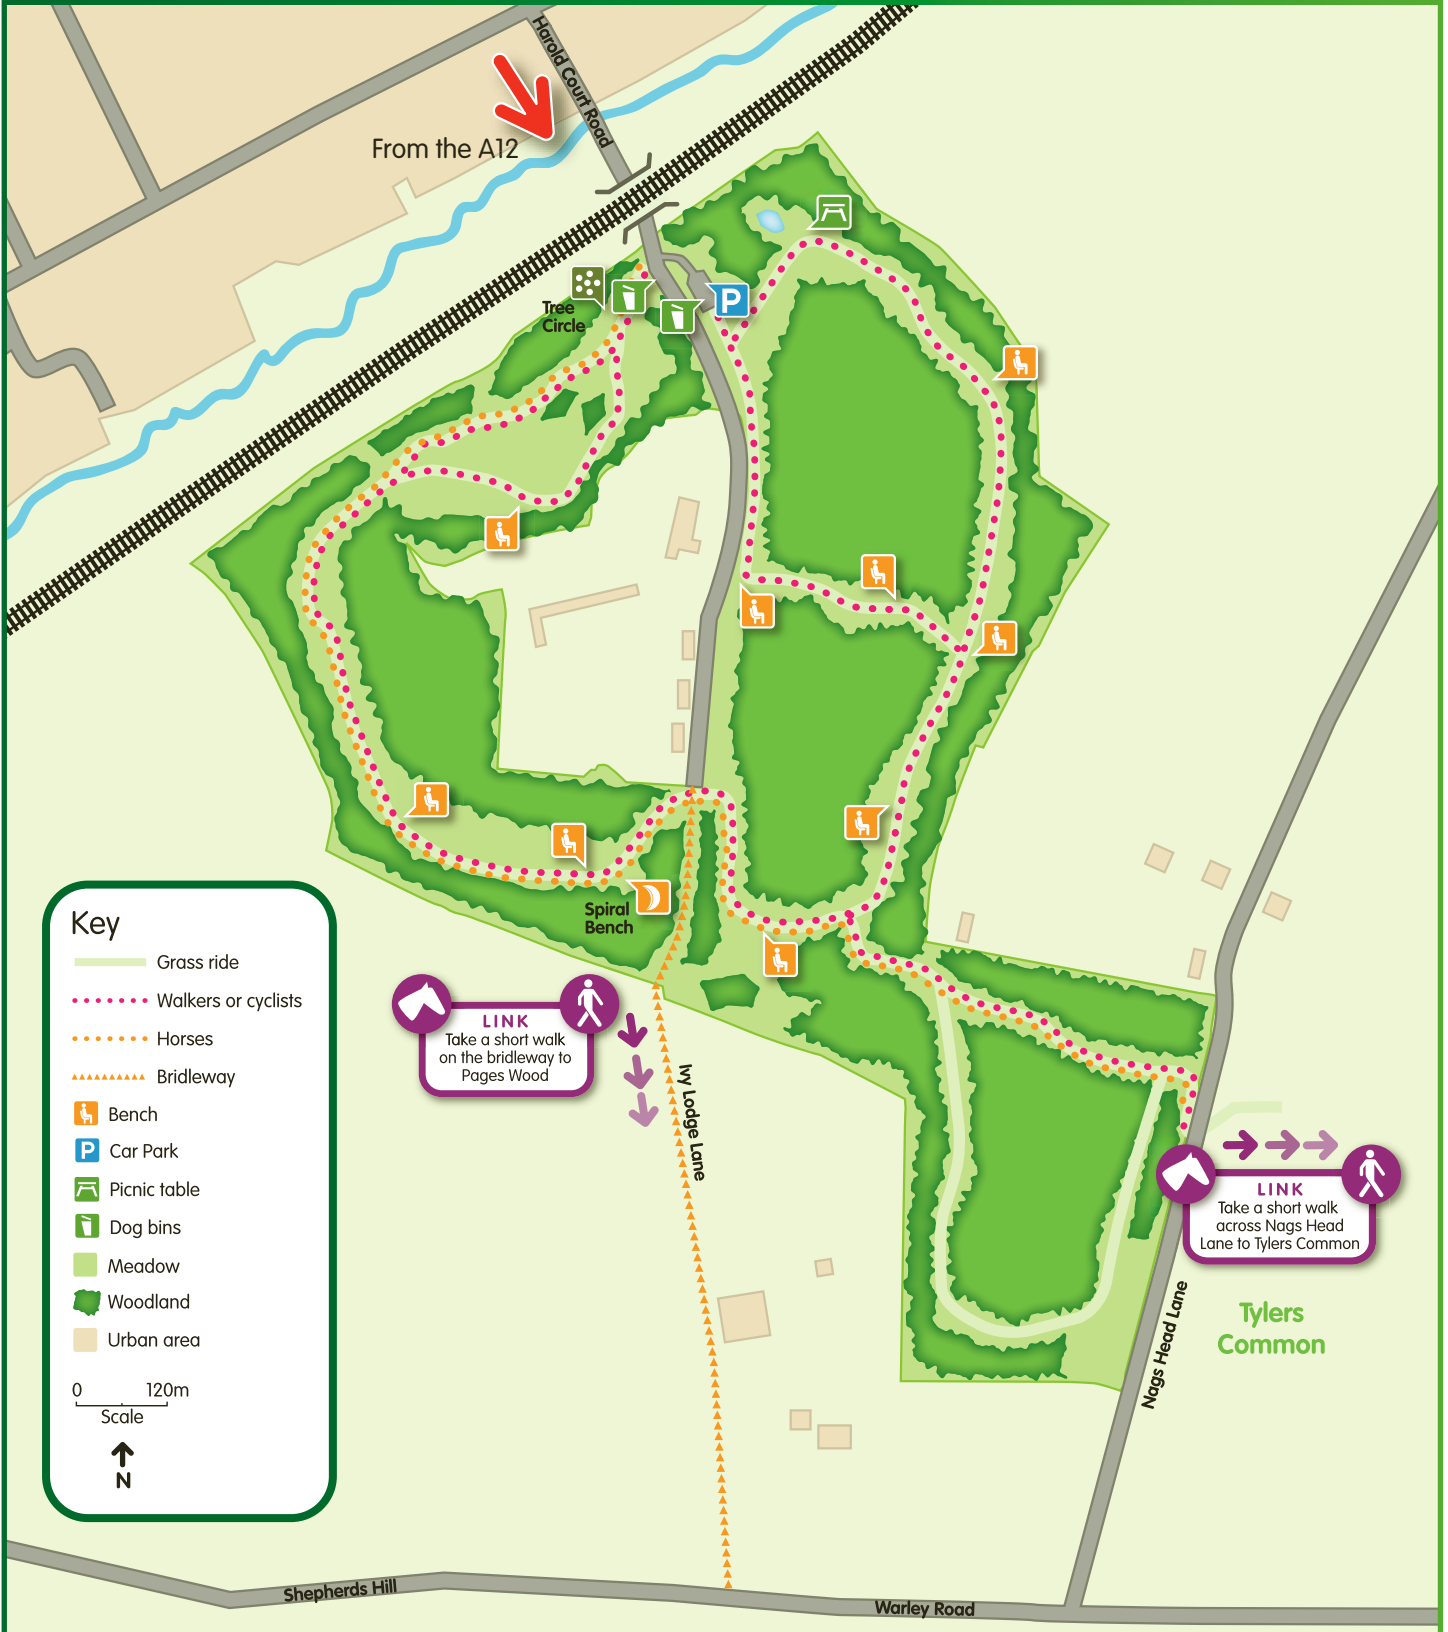 Harold Court Road
From the A12
P
Tree
Circle
Spiral
Bench
Key
Grass ride
Walkers or cyclists
Horses
Bridleway
Bench
P
Car Park
Picnic table
Dog bins
Meadow
Woodland
Urban area
0 120m
Scale
N
LINK
Take a short walk
on the bridleway to
Pages Wood
Ivy Lodge Lane
LINK
Take a short walk
across Nags Head
Lane to Tylers Common
Tylers
Common
Nags Head Lane
Shepherds Hill
Warley Road